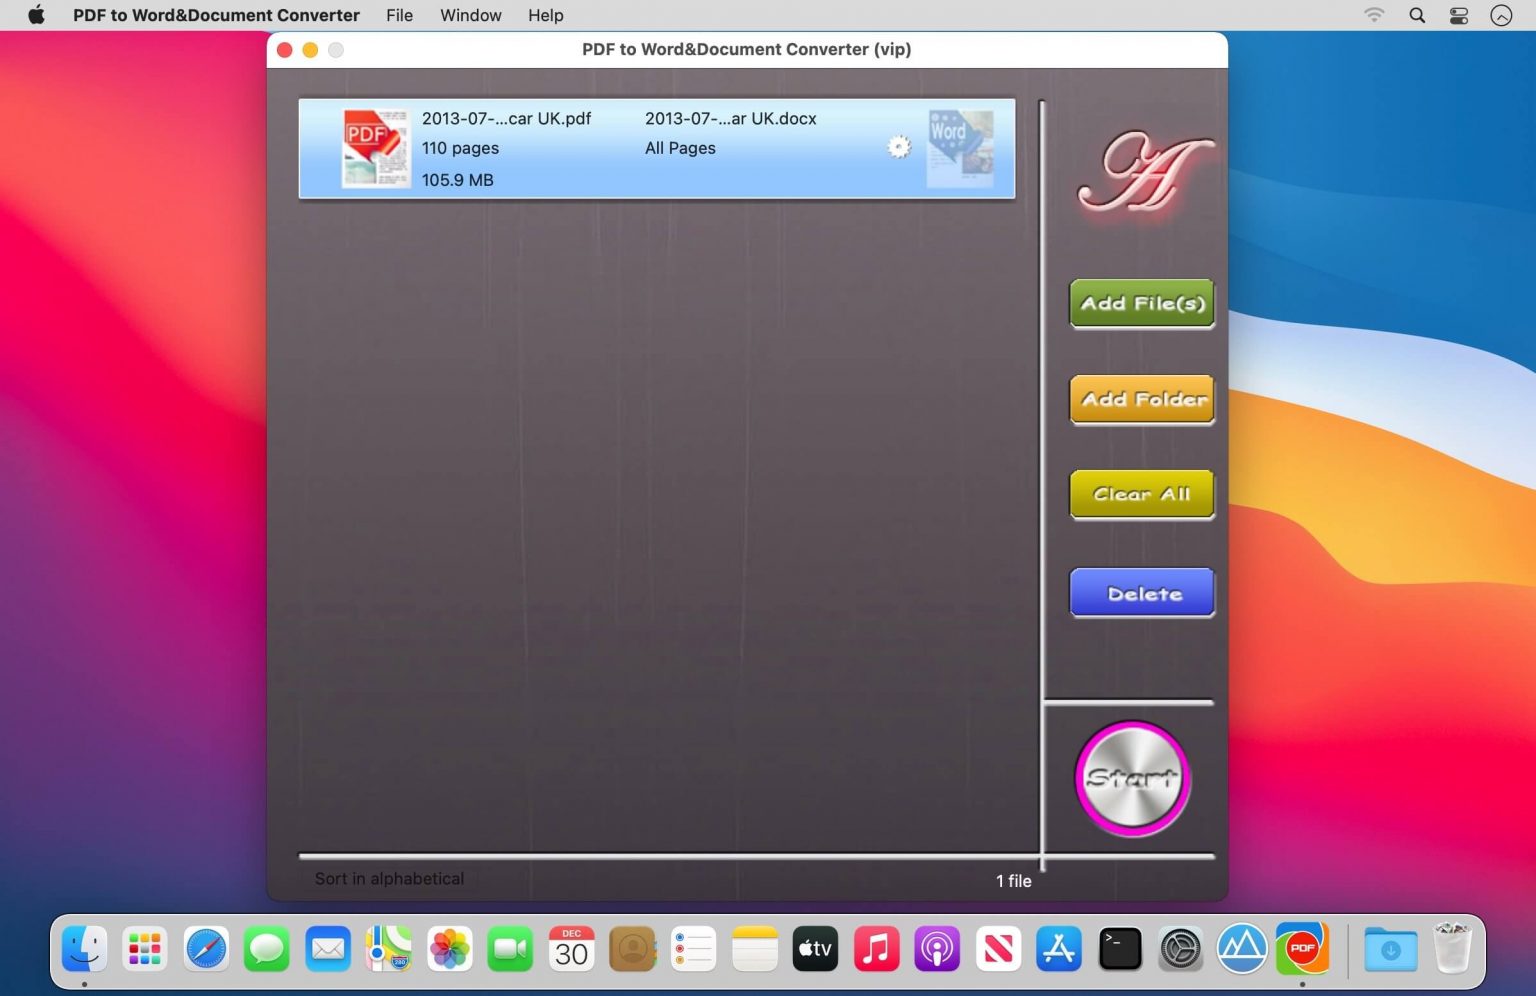 PDF to Word&Document Converter File Window Help
PDF to Word&Document Converter (vip)
PDF
2013-07-...car UK.pdf
110 pages
105.9 MB
2013-07-...ar UK.docx
All Pages
Word
A
Add File(s)
Add Folder
Clear All
Delete
Start
Sort in alphabetical
1 file
DEC
30
280
tv
>_
PDF